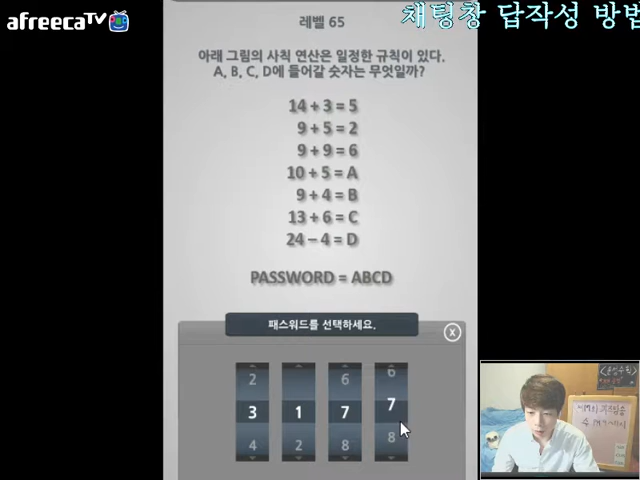 afreecaTV
레벨 65
채팅창 답작성 방법
아래 그림의 사칙 연산은 일정한 규칙이 있다.
A, B, C, D에 들어갈 숫자는 무엇일까?
14 + 3 = 5
9 + 5 = 2
9 + 9 = 6
10 + 5 = A
9 + 4 = B
13 + 6 = C
24 – 4 = D
PASSWORD = ABCD
패스워드를 선택하세요.
X
2 6 6
3 1 7 7
4 2 8 8